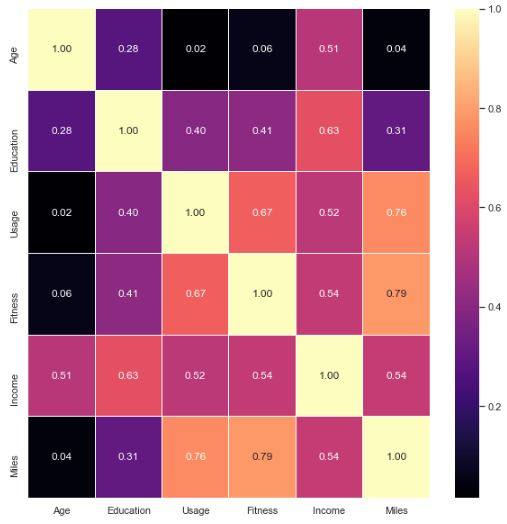 Age 1.00 0.28 0.02 0.06 0.51 0.04
Education 0.28 1.00 0.40 0.41 0.63 0.31
Usage 0.02 0.40 1.00 0.67 0.52 0.76
Fitness 0.06 0.41 0.67 1.00 0.54 0.79
Income 0.51 0.63 0.52 0.54 1.00 0.54
Miles 0.04 0.31 0.76 0.79 0.54 1.00
Age Education Usage Fitness Income Miles
1.0
0.8
0.6
0.4
0.2